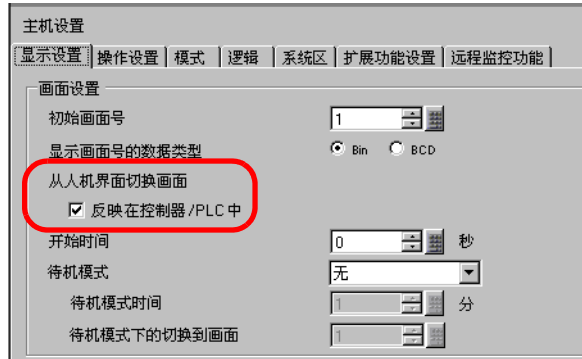 主机设置
显示设置 操作设置 模式 逻辑 系统区 扩展功能设置 远程监控功能
画面设置
初始画面号 1
显示画面号的数据类型 Bin BCD
从人机界面切换画面
反映在控制器/PLC中
开始时间 0 秒
待机模式 无
待机模式时间 1 分
待机模式下的切换到画面 1